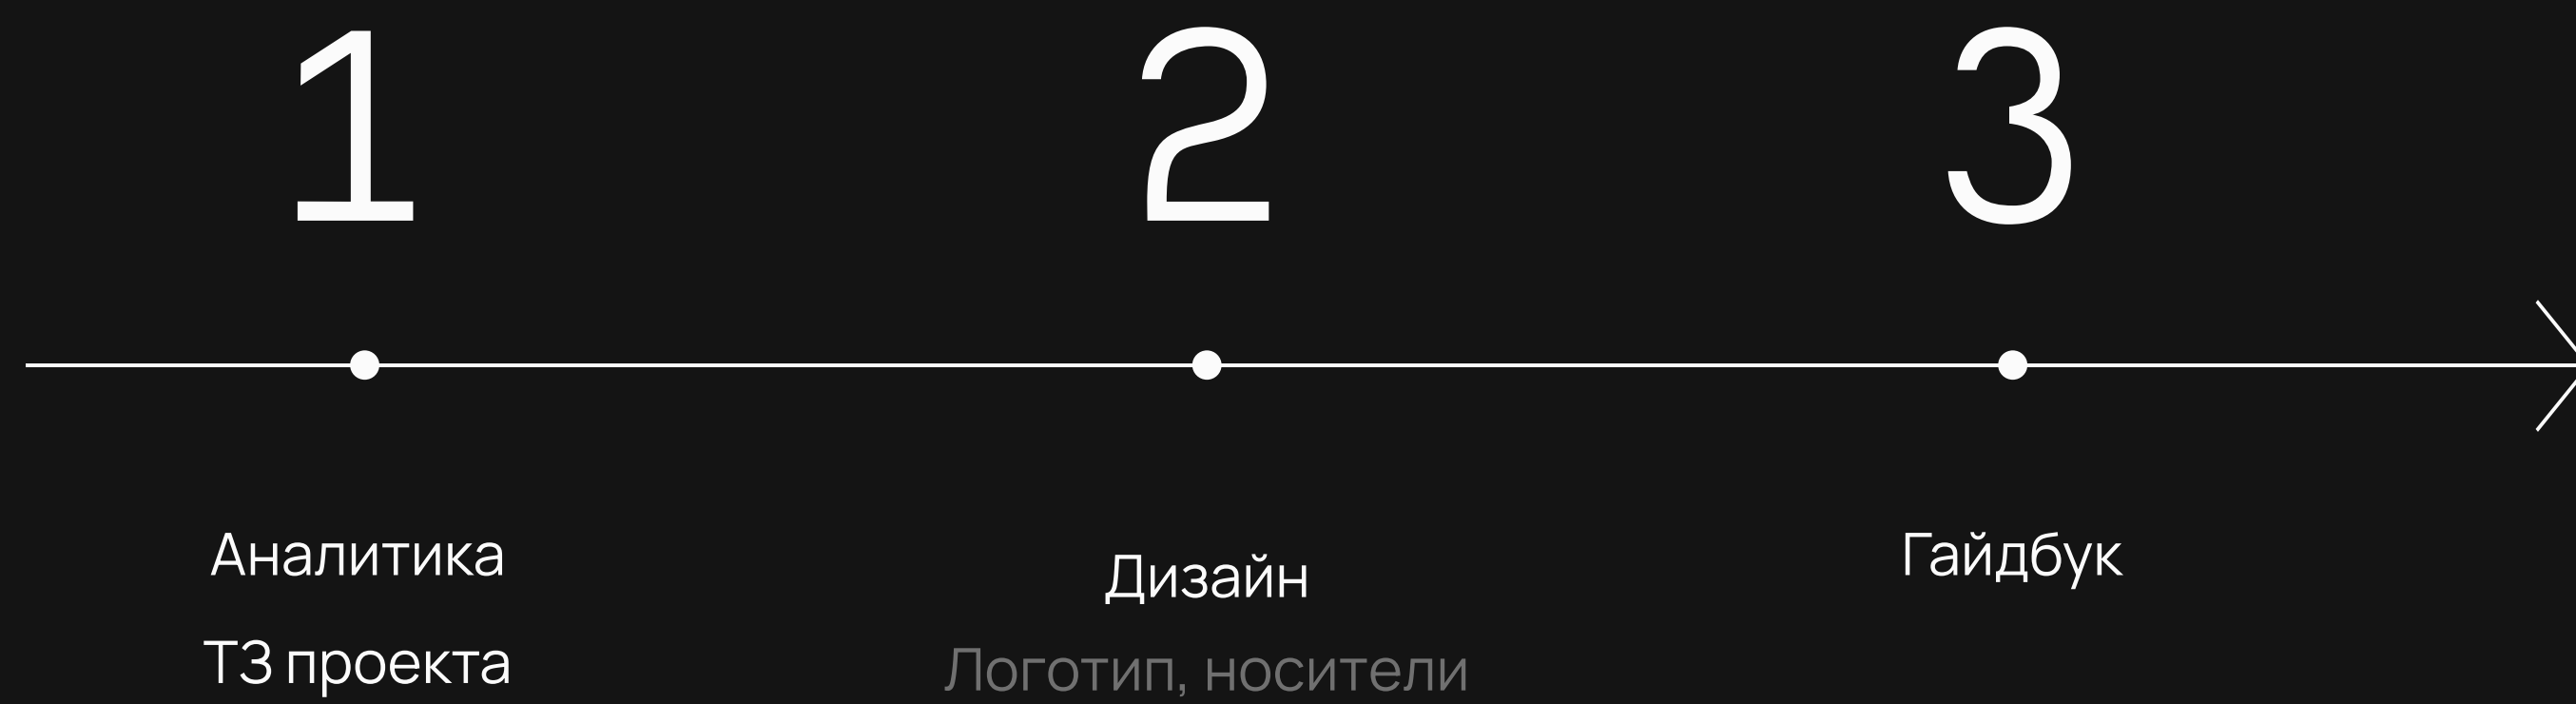 1
2
3
Аналитика
ТЗ проекта
Дизайн
Логотип, носители
Гайдбук